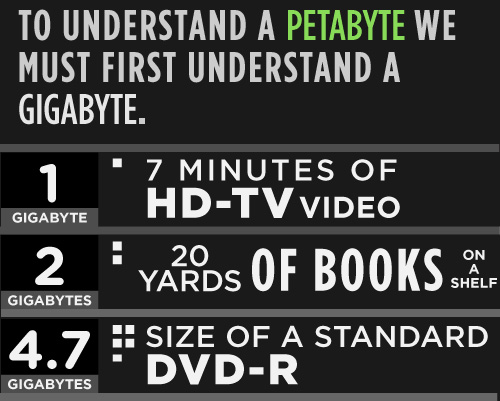 TO UNDERSTAND A PETABYTE WE
MUST FIRST UNDERSTAND A
GIGABYTE.
1
GIGABYTE
7 MINUTES OF
HD-TV VIDEO
2
GIGABYTES
20
YARDS OF BOOKS
ON
A
SHELF
4.7
GIGABYTES
SIZE OF A STANDARD
DVD-R